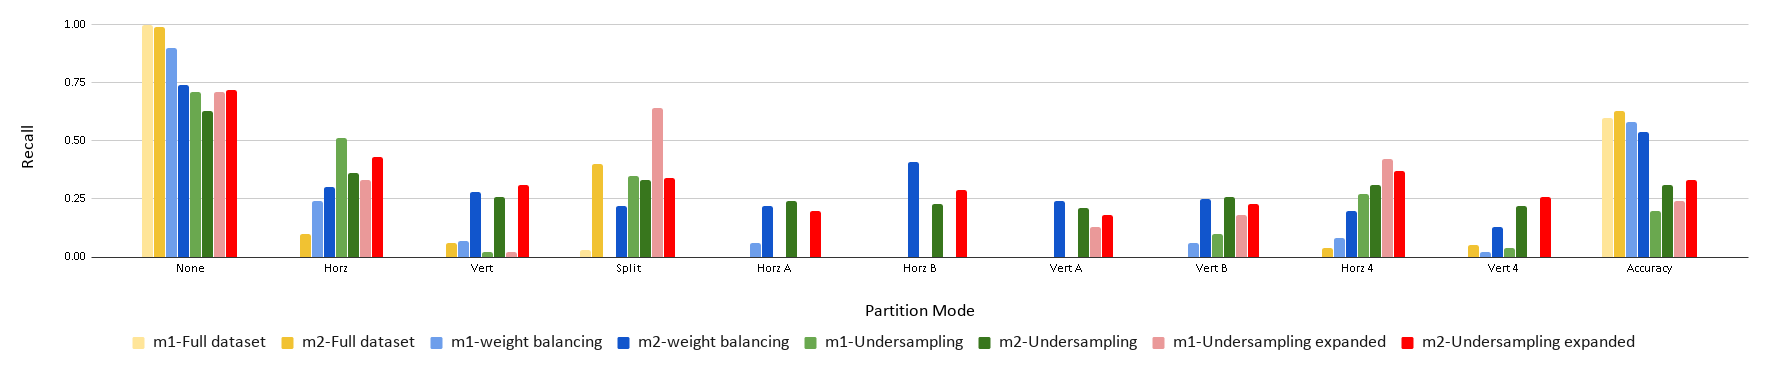 1.00
0.75
0.50
0.25
0.00
Recall
None Horz Vert Split Horz A Horz B Vert A Vert B Horz 4 Vert 4 Accuracy
Partition Mode
m1-Full dataset m2-Full dataset m1-weight balancing m2-weight balancing m1-Undersampling m2-Undersampling m1-Undersampling expanded m2-Undersampling expanded